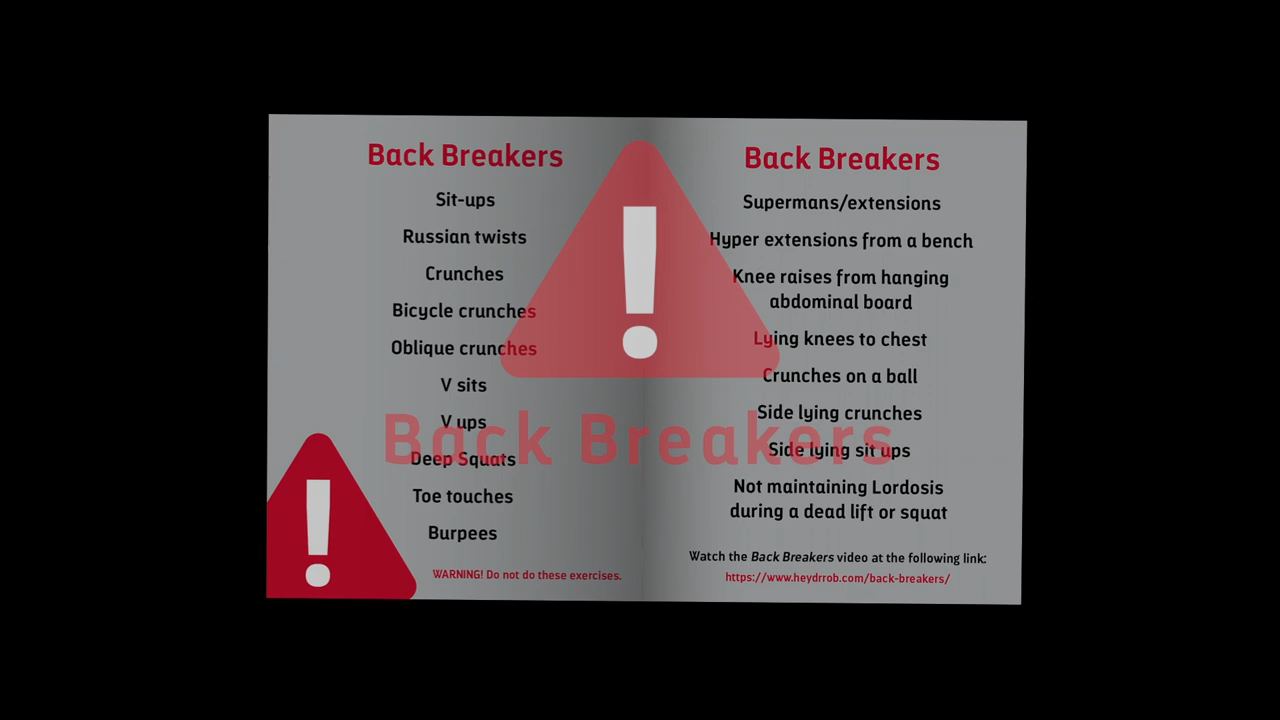 Back Breakers
Sit-ups
Russian twists
Crunches
Bicycle crunches
Oblique crunches
V sits
V ups
Deep Squats
Toe touches
Burpees
WARNING! Do not do these exercises.
Back Breakers
Supermans/extensions
Hyper extensions from a bench
Knee raises from hanging
abdominal board
Lying knees to chest
Crunches on a ball
Side lying crunches
Side lying sit ups
Not maintaining Lordosis
during a dead lift or squat
Watch the Back Breakers video at the following link:
https://www.heydrrob.com/back-breakers/
!
Back Breakers
!